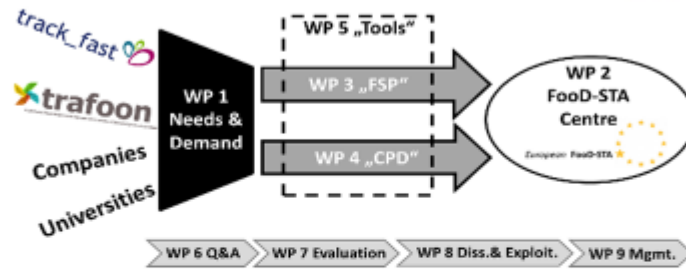 track_fast
trafoon
Companies
Universities
WP 1
Needs &
Demand
WP 5 „Tools“
WP 3 „FSP“
WP 4 „CPD“
WP 2
FooD-STA
Centre
European FooD-STA
WP 6 Q&A
WP 7 Evaluation
WP 8 Diss.& Exploit.
WP 9 Mgmt.